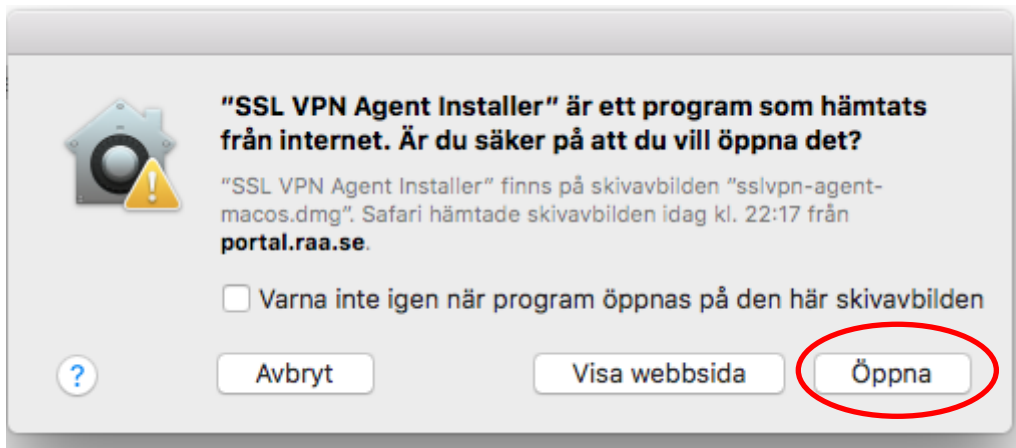 ”SSL VPN Agent Installer” är ett program som hämtats
från internet. Är du säker på att du vill öppna det?
”SSL VPN Agent Installer” finns på skivavbilden ”sslvpn-agent-
macos.dmg”. Safari hämtade skivavbilden idag kl. 22:17 från
portal.raa.se.
Varna inte igen när program öppnas på den här skivavbilden
? Avbryt Visa webbsida Öppna